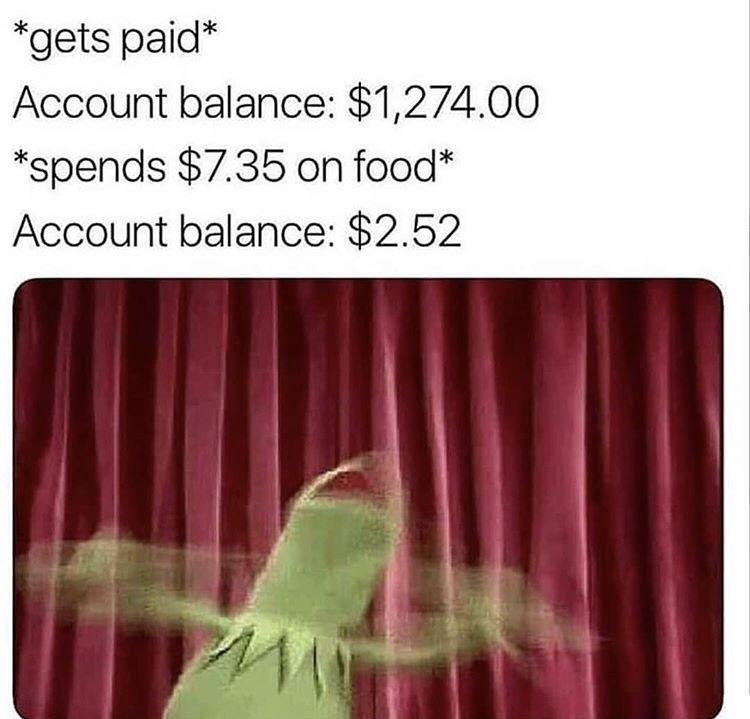 *gets paid*
Account balance: $1,274.00
*spends $7.35 on food*
Account balance: $2.52